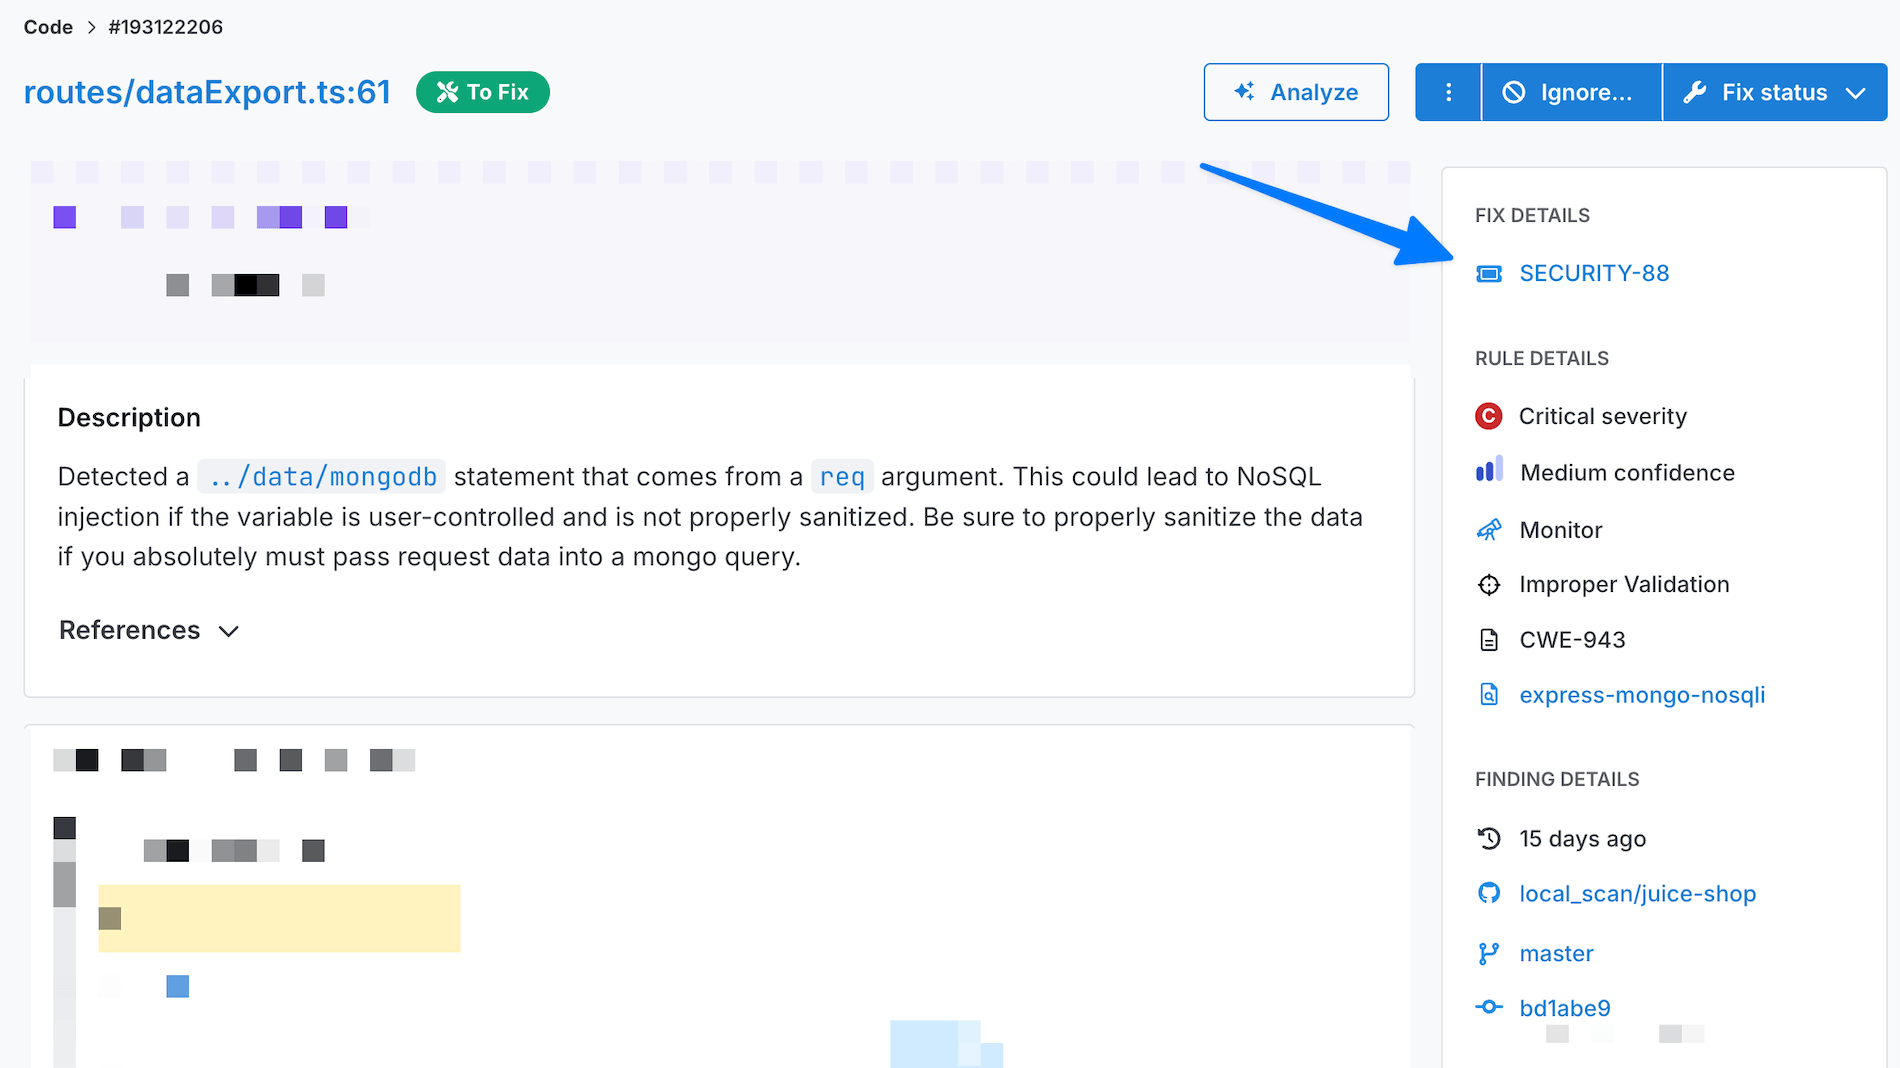 Code > #193122206
routes/dataExport.ts:61
To Fix
Analyze
Ignore...
Fix status
Description
Detected a ../data/mongodb statement that comes from a req argument. This could lead to NoSQL
injection if the variable is user-controlled and is not properly sanitized. Be sure to properly sanitize the data
if you absolutely must pass request data into a mongo query.
References
FIX DETAILS
SECURITY-88
RULE DETAILS
C Critical severity
Medium confidence
Monitor
Improper Validation
CWE-943
express-mongo-nosqli
FINDING DETAILS
15 days ago
local_scan/juice-shop
master
bd1abe9